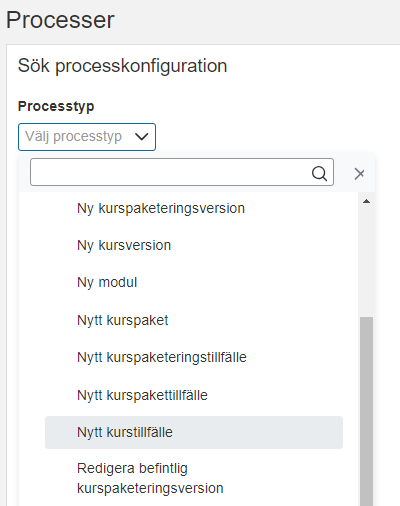 Processer
Sök processkonfiguration
Processtyp
Välj processtyp
Ny kurspaketeringsversion
Ny kursversion
Ny modul
Nytt kurspaket
Nytt kurspaketeringstillfälle
Nytt kurspakettillfälle
Nytt kurstillfälle
Redigera befintlig
kurspaketeringsversion